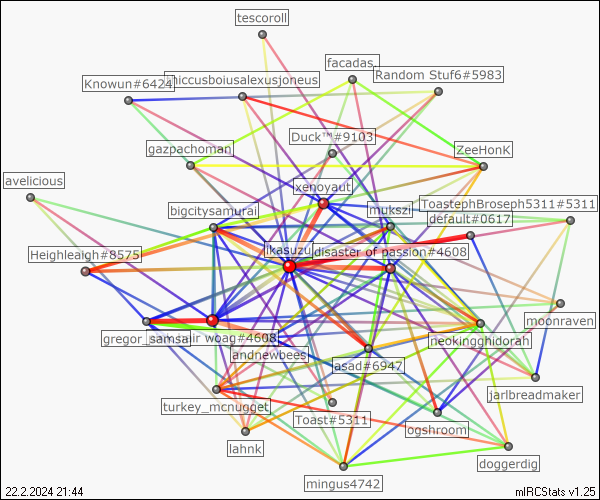 tescoroll
facadas_
Random Stuf6#5983
Knowun#6424
hiccusboiusalexusjoneus
Duck™#9103
gazpachoman
ZeeHonK
avelicious
xenoyaut
ToastephBroseph5311#5311
bigcitysamurai
mukszi
default#0617
Heighleaigh#8575
ikasuzu
disaster of passion#4608
moonraven
gregor_samsa
lir woag#4608
neokingghidorah
andnewbees
asad#6947
jarlbreadmaker
turkey_mcnugget
Toast#5311
ogshroom
lahnk
doggerdig
mingus4742
22.2.2024 21:44
mIRCStats v1.25